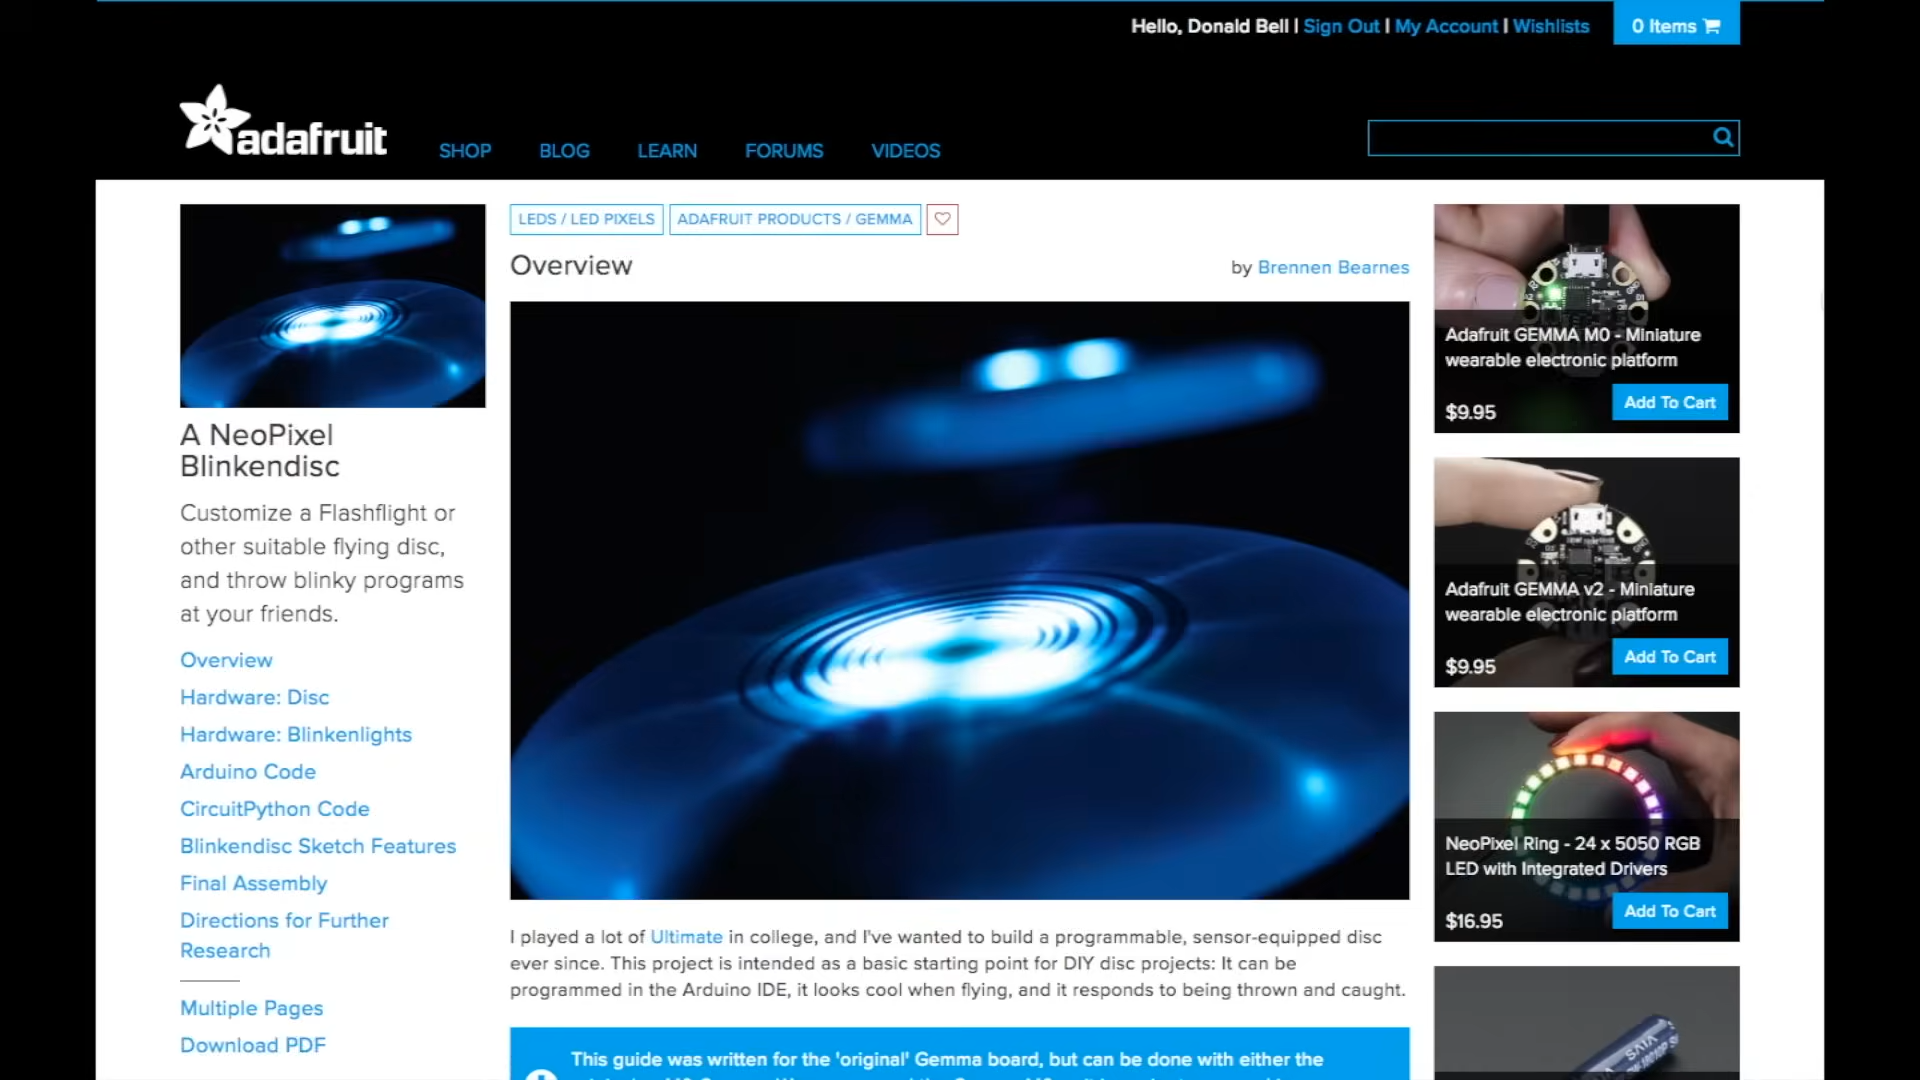 Hello, Donald Bell | Sign Out | My Account | Wishlists
0 Items
adafruit
SHOP BLOG LEARN FORUMS VIDEOS
LEDS / LED PIXELS
ADAFRUIT PRODUCTS / GEMMA
Overview
by Brennen Bearnes
A NeoPixel
Blinkendisc
Customize a Flashflight or
other suitable flying disc,
and throw blinky programs
at your friends.
Overview
Hardware: Disc
Hardware: Blinkenlights
Arduino Code
CircuitPython Code
Blinkendisc Sketch Features
Final Assembly
Directions for Further
Research
Multiple Pages
Download PDF
I played a lot of Ultimate in college, and I've wanted to build a programmable, sensor-equipped disc
ever since. This project is intended as a basic starting point for DIY disc projects: It can be
programmed in the Arduino IDE, it looks cool when flying, and it responds to being thrown and caught.
This guide was written for the 'original' Gemma board, but can be done with either the
Adafruit GEMMA M0 - Miniature
wearable electronic platform
$9.95
Add To Cart
Adafruit GEMMA v2 - Miniature
wearable electronic platform
$9.95
Add To Cart
NeoPixel Ring - 24 x 5050 RGB
LED with Integrated Drivers
$16.95
Add To Cart